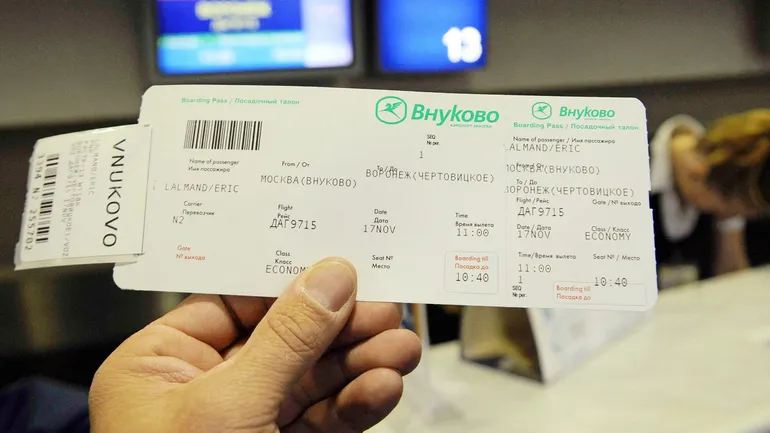 13
Boarding Pass / Посадочный талон
Внуково
АЭРОПОРТ МОСКВА
SEQ
№ рег.
1
Name of passenger
Имя пассажира
LALMAND/ERIC
From / От
МОСКВА(ВНУКОВО)
To / До
ВОРОНЕЖ(ЧЕРТОВИЦКОЕ)
Carrier
Перевозчик
N2
Flight /
Рейс
ДАГ9715
Date
Дата
17NOV
Time
Время вылета
11:00
Gate
№ выхода
Class / Класс
ECONOMY
Seat №
Место
Boarding till
Посадка до
10:40
Внуково
Boarding Pass / Посадочный талон
Name of passenger / Имя пассажира
LALMAND/ERIC
From / От
МОСКВА(ВНУКОВО)
To / До
ВОРОНЕЖ(ЧЕРТОВИЦКОЕ)
Flight / Рейс
ДАГ9715
Gate / № выхода
Date / Дата
17NOV
Class / Класс
ECONOMY
Time/Время вылета
11:00
Seat № / Место
SEQ
№ рег.
1
Boarding till
Посадка до
10:40
VNUKOVO
LALMAND/ERIC